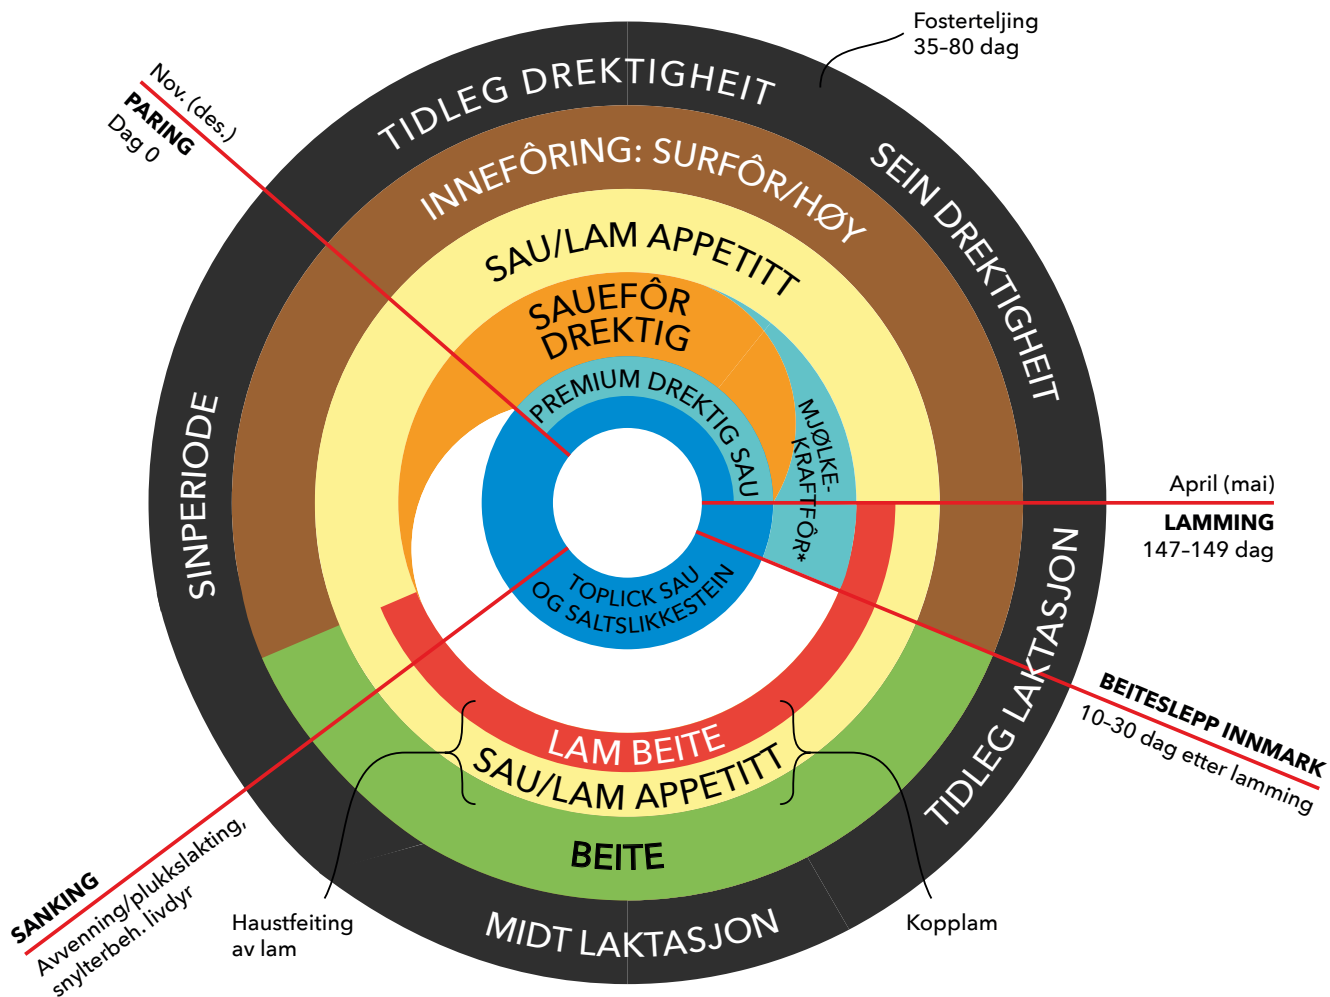 Fosterteljing
35–80 dag
Nov. (des.)
PARING
Dag 0
TIDLEG DREKTIGHEIT
SEIN DREKTIGHEIT
INNEFÔRING: SURFÔR/HØY
SAU/LAM APPETITT
SAUEFÔR
DREKTIG
PREMIUM DREKTIG SAU
MJØLKE-
KRAFTFÔR*
SINPERIODE
April (mai)
LAMMING
147–149 dag
TOPLICK SAU
OG SALTSLIKKESTEIN
TIDLEG LAKTASJON
BEITESLEPP INNMARK
10–30 dag etter lamming
LAM BEITE
SAU/LAM APPETITT
BEITE
MIDT LAKTASJON
SANKING
Avvenning/plukkslakting,
snylterbeh. livdyr
Haustfeiting
av lam
Kopplam